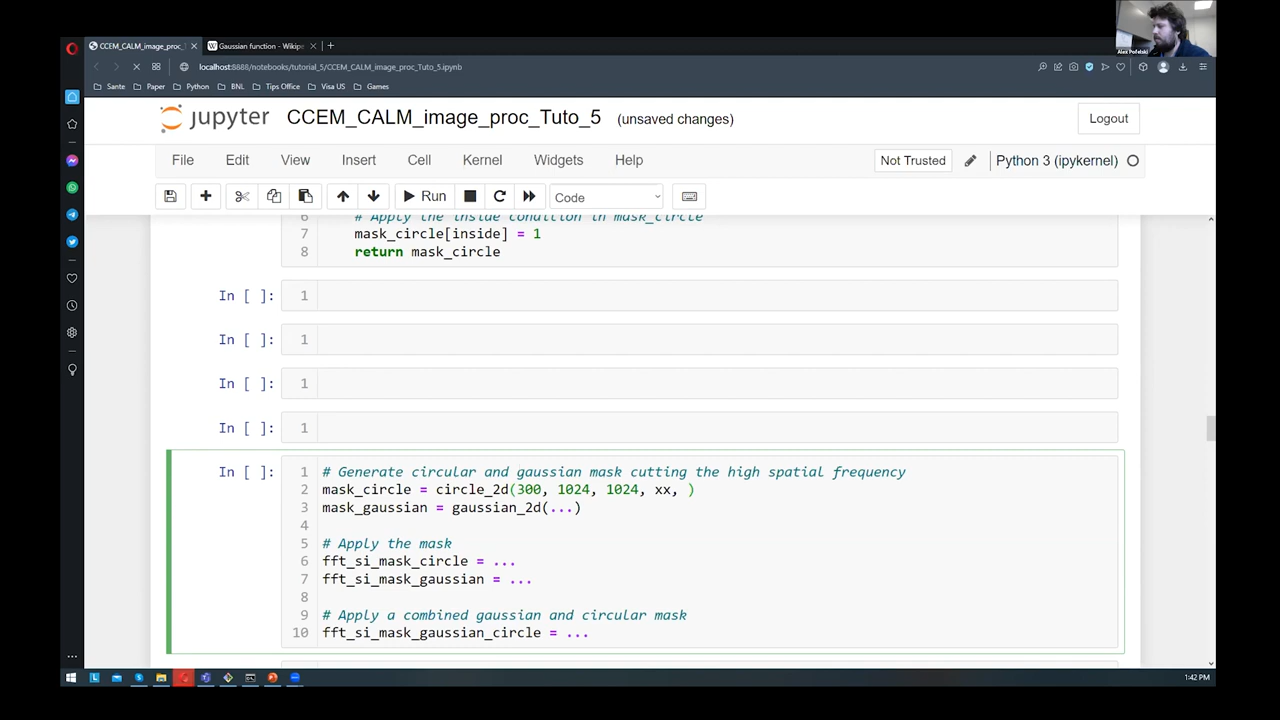 Alex Pofelski
CCEM_CALM_image_proc_
Gaussian function - Wikipe
localhost:8888/notebooks/tutorial_5/CCEM_CALM_image_proc_Tuto_5.ipynb
Sante Paper Python BNL Tips Office Visa US Games
jupyter CCEM_CALM_image_proc_Tuto_5 (unsaved changes) Logout
File Edit View Insert Cell Kernel Widgets Help Not Trusted Python 3 (ipykernel)
Run Code
6 # Apply the inside condition in mask_circle
7 mask_circle[inside] = 1
8 return mask_circle
In [ ]: 1
In [ ]: 1
In [ ]: 1
In [ ]: 1
In [ ]: 1 # Generate circular and gaussian mask cutting the high spatial frequency
2 mask_circle = circle_2d(300, 1024, 1024, xx, )
3 mask_gaussian = gaussian_2d(...)
4
5 # Apply the mask
6 fft_si_mask_circle = ...
7 fft_si_mask_gaussian = ...
8
9 # Apply a combined gaussian and circular mask
10 fft_si_mask_gaussian_circle = ...
1:42 PM